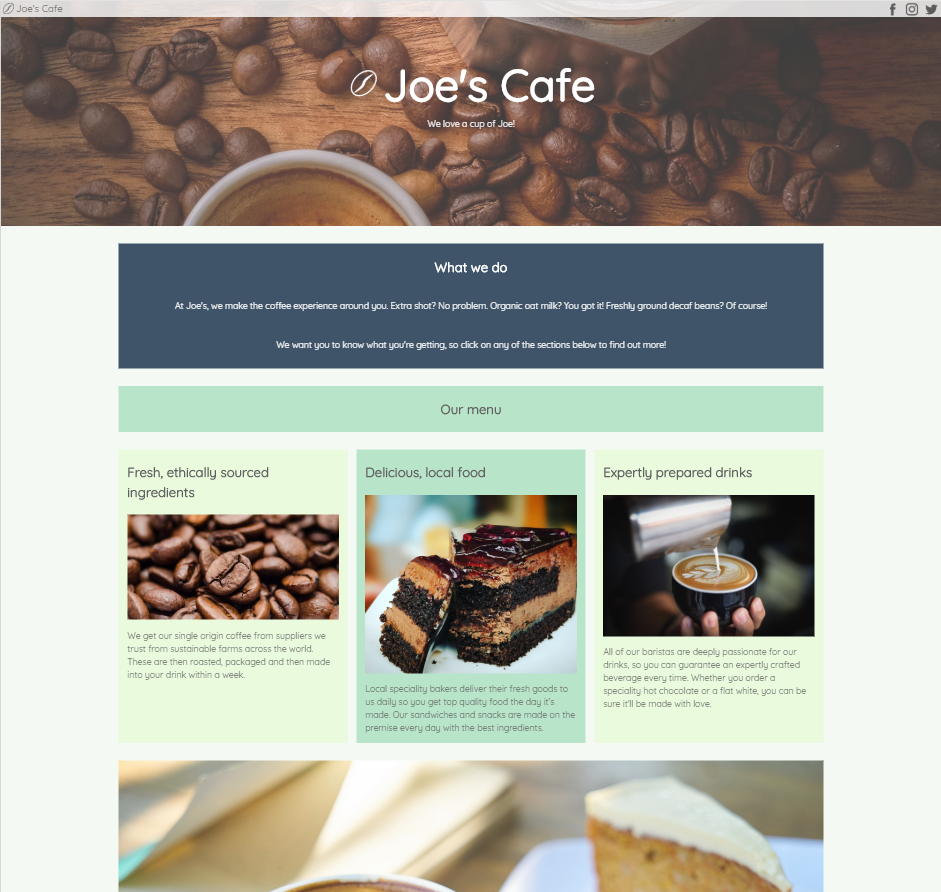 Joe's Cafe
Joe's Cafe
We love a cup of Joe!
What we do
At Joe's, we make the coffee experience around you. Extra shot? No problem. Organic oat milk? You got it! Freshly ground decaf beans? Of course!
We want you to know what you're getting, so click on any of the sections below to find out more!
Our menu
Fresh, ethically sourced
ingredients
We get our single origin coffee from suppliers we
trust from sustainable farms across the world.
These are then roasted, packaged and then made
into your drink within a week.
Delicious, local food
Local speciality bakers deliver their fresh goods to
us daily so you get top quality food the day it's
made. Our sandwiches and snacks are made on the
premise every day with the best ingredients.
Expertly prepared drinks
All of our baristas are deeply passionate for our
drinks, so you can guarantee an expertly crafted
beverage every time. Whether you order a
speciality hot chocolate or a flat white, you can be
sure it'll be made with love.